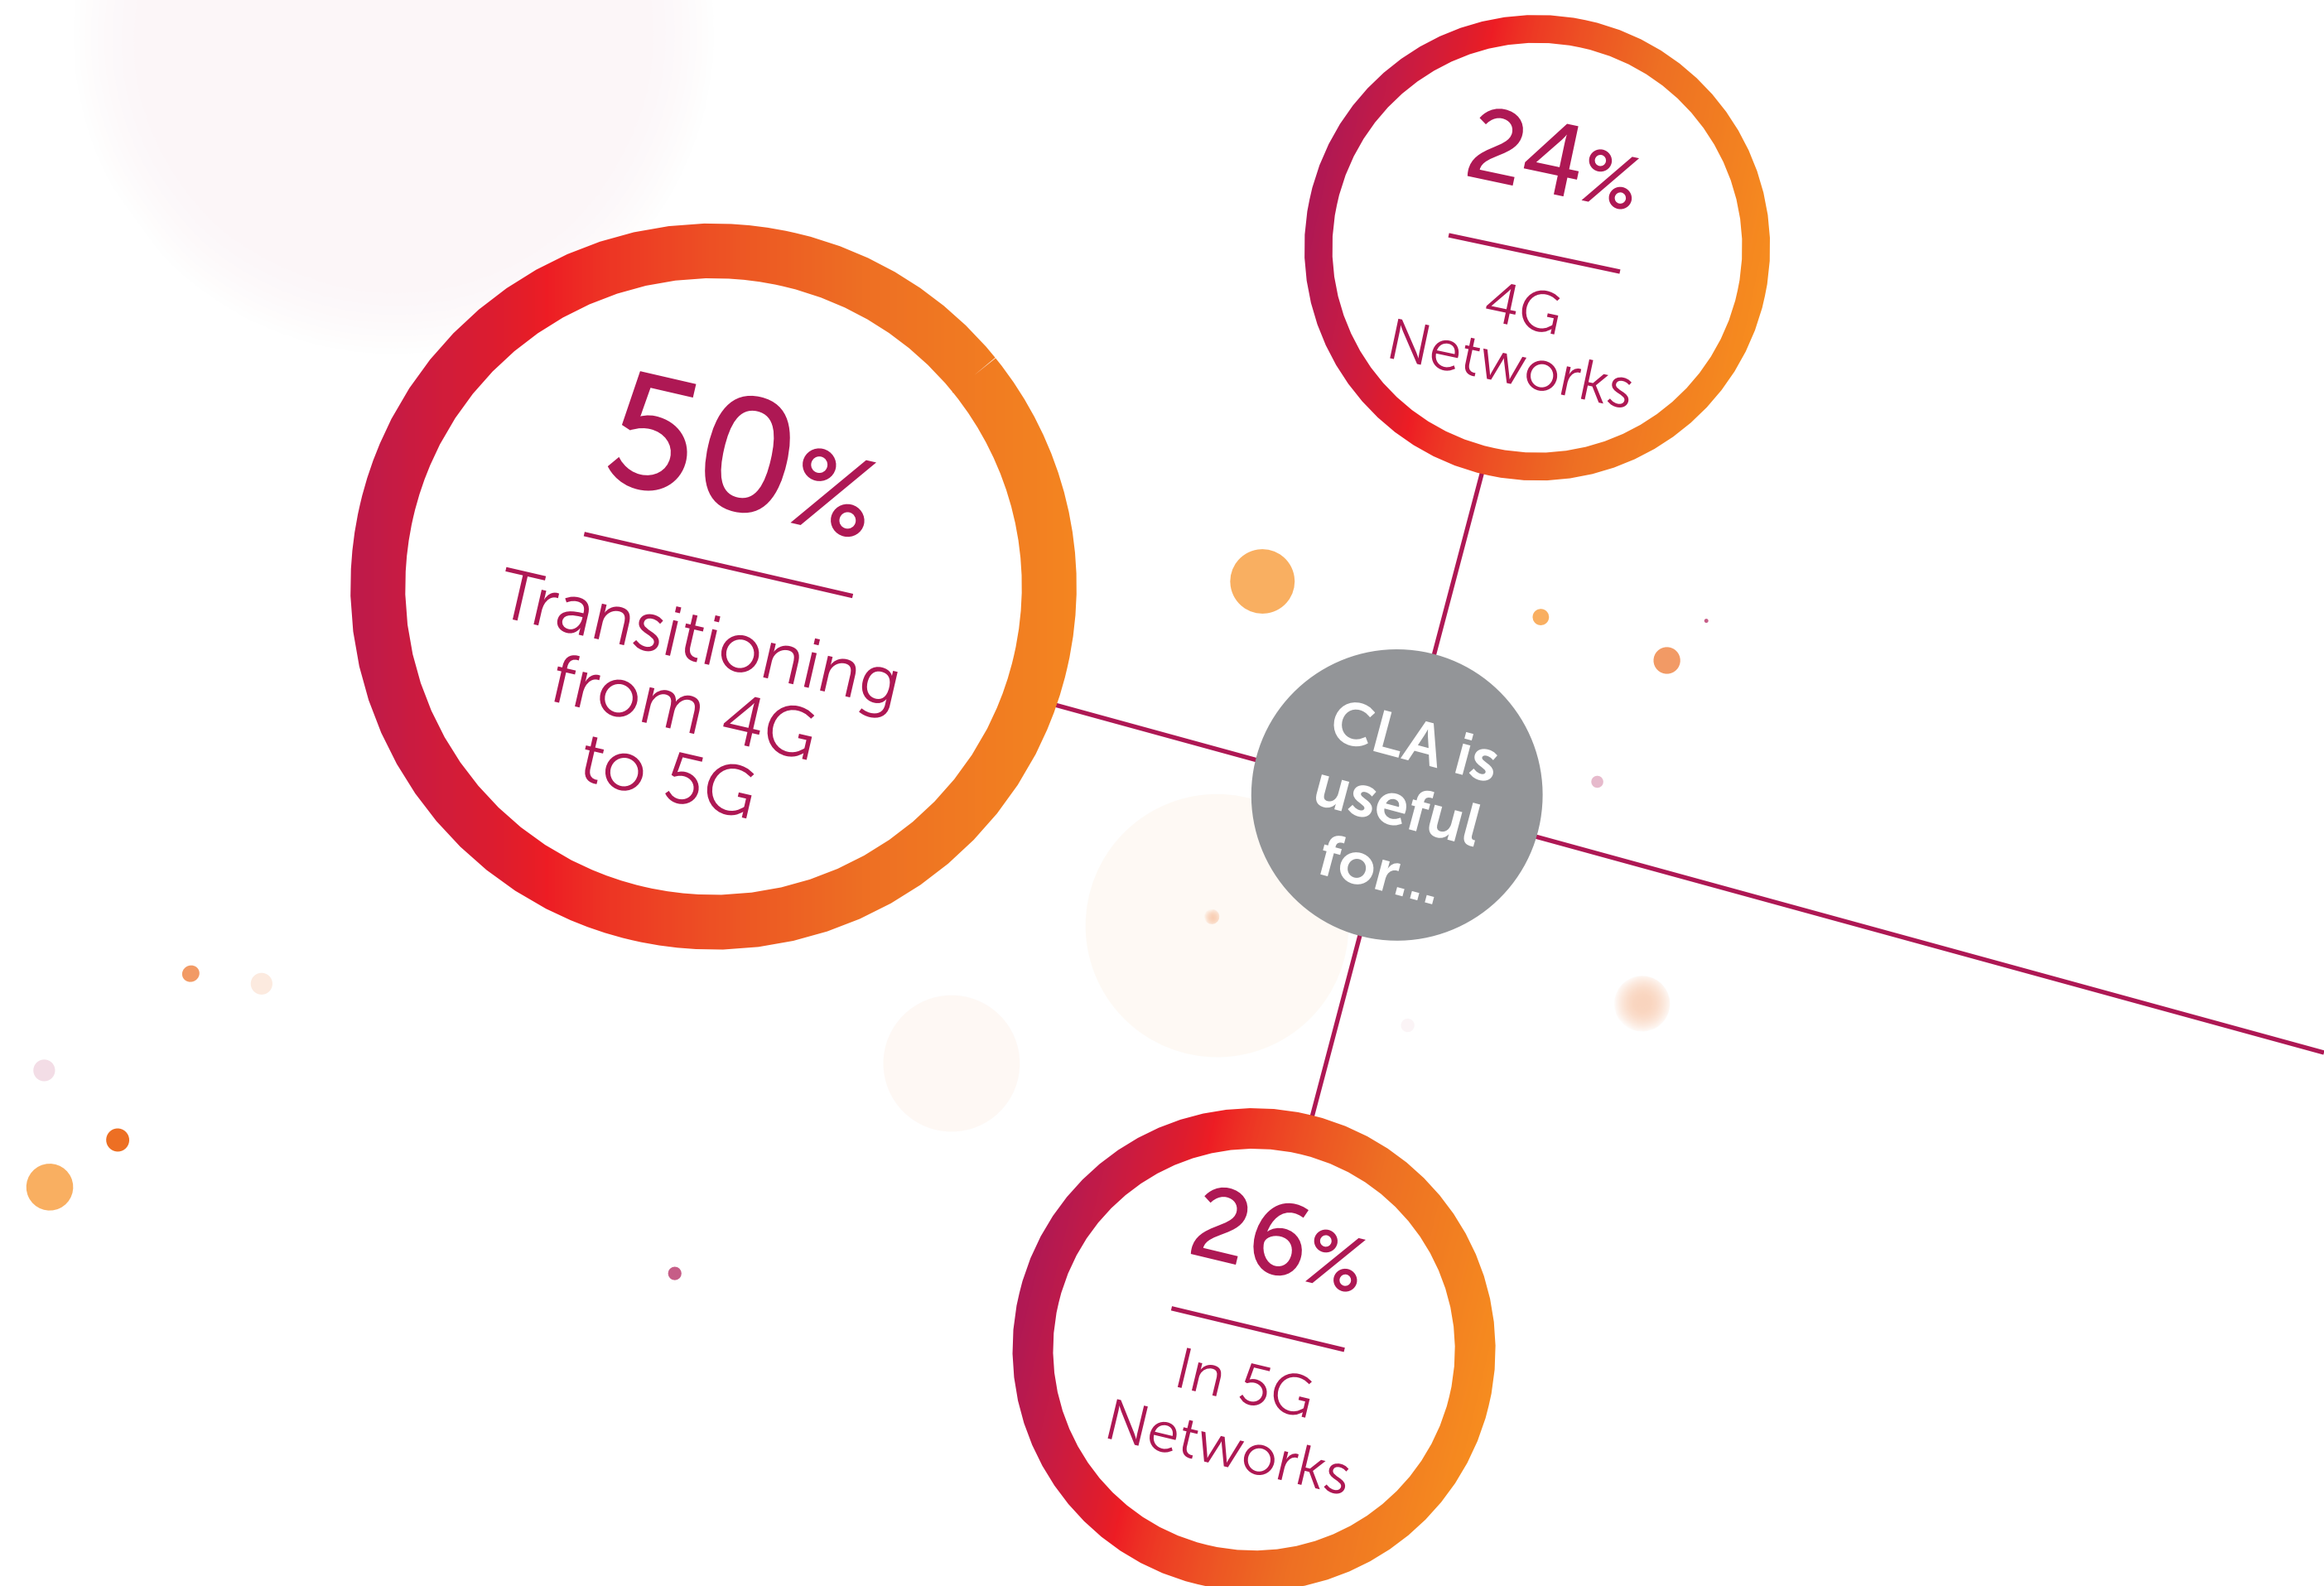 24%
4G
Networks
50%
Transitioning
from 4G
to 5G
CLA is
useful
for...
26%
In 5G
Networks